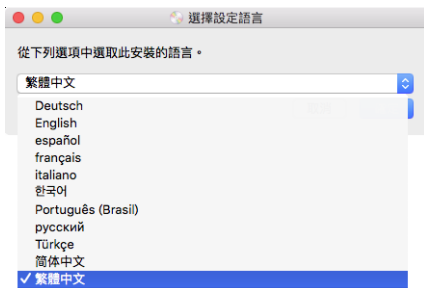 選擇設定語言
從下列選項中選取此安裝的語言。
繁體中文
Deutsch
English
español
français
italiano
한국어
Português (Brasil)
русский
Türkçe
简体中文
✓ 繁體中文